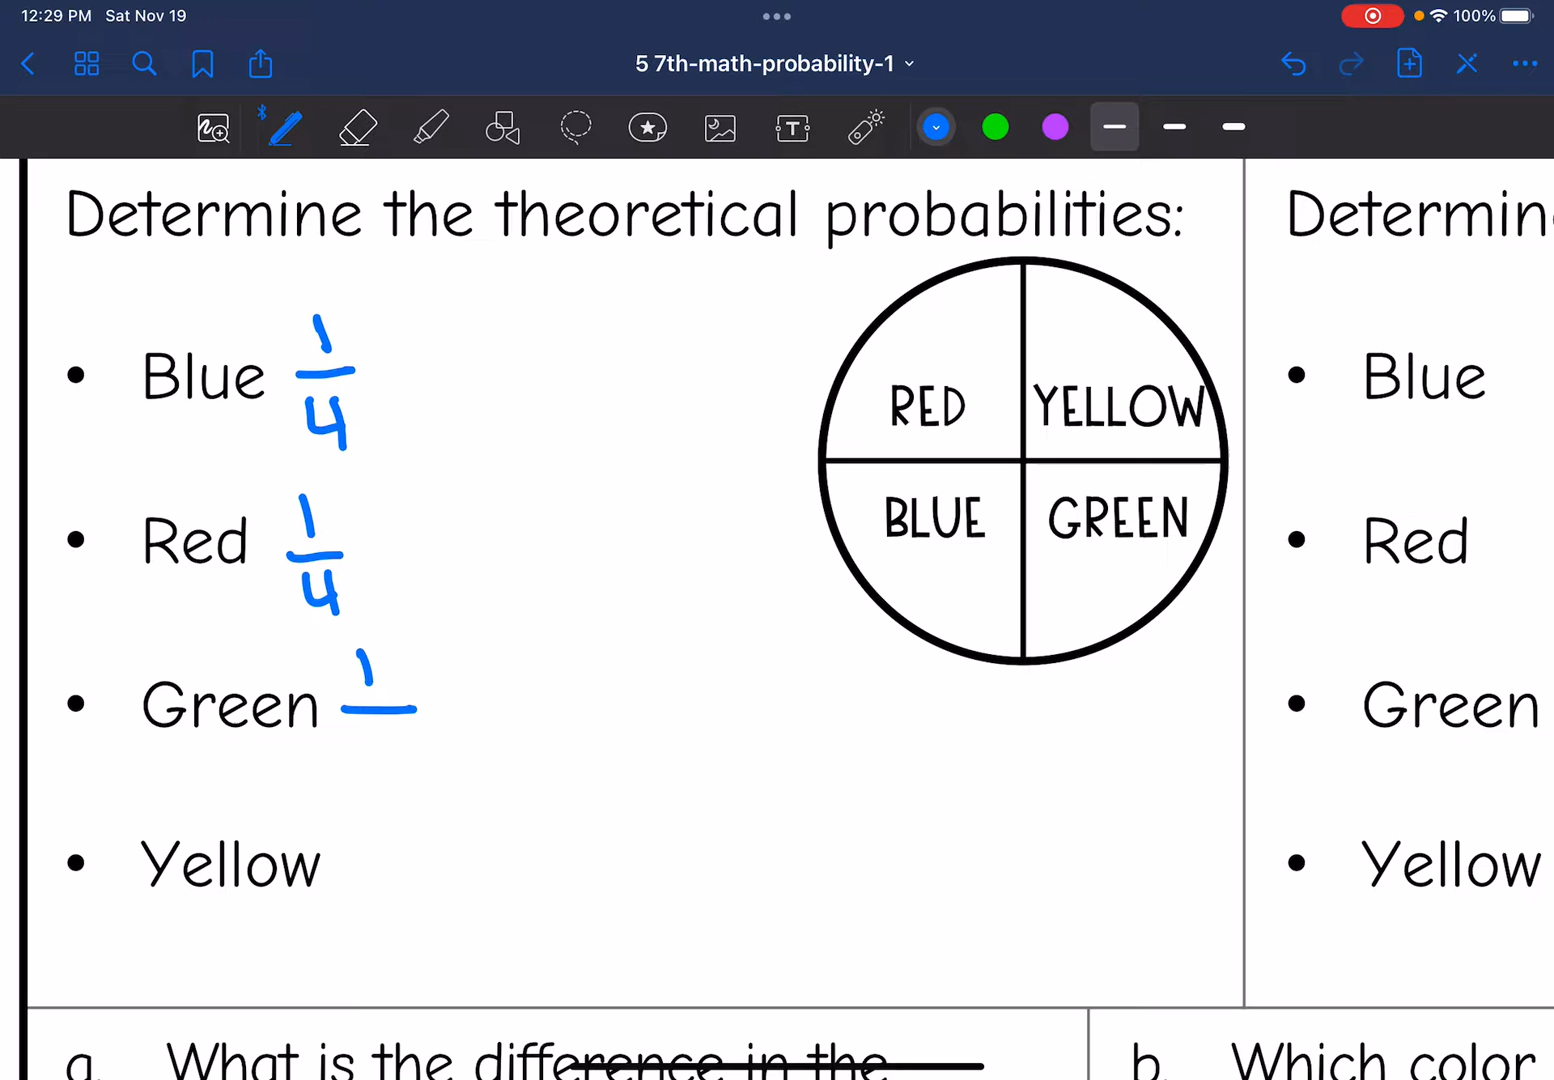 12:29 PM Sat Nov 19
100%
5 7th-math-probability-1
T
Determine the theoretical probabilities:
Determin
RED YELLOW
BLUE GREEN
Blue 1/4
Red 1/4
Green 1/
Yellow
Blue
Red
Green
Yellow
a. What is the difference in the
b. Which color